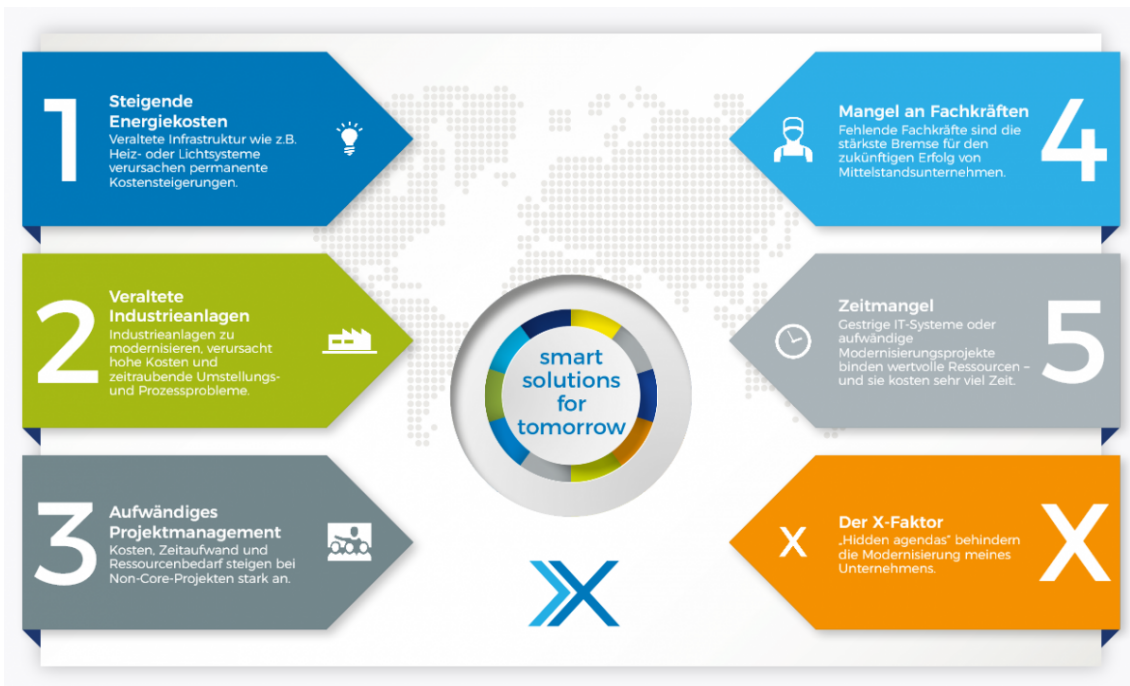 1
Steigende
Energiekosten
Veraltete Infrastruktur wie z.B.
Heiz- oder Lichtsysteme
verursachen permanente
Kostensteigerungen.
2
Veraltete
Industrieanlagen
Industrieanlagen zu
modernisieren, verursacht
hohe Kosten und
zeitraubende Umstellungs-
und Prozessprobleme.
3
Aufwändiges
Projektmanagement
Kosten, Zeitaufwand und
Ressourcenbedarf steigen bei
Non-Core-Projekten stark an.
smart
solutions
for
tomorrow
X
4
Mangel an Fachkräften
Fehlende Fachkräfte sind die
stärkste Bremse für den
zukünftigen Erfolg von
Mittelstandsunternehmen.
5
Zeitmangel
Gestrige IT-Systeme oder
aufwändige
Modernisierungsprojekte
binden wertvolle Ressourcen –
und sie kosten sehr viel Zeit.
X
Der X-Faktor
„Hidden agendas" behindern
die Modernisierung meines
Unternehmens.
X